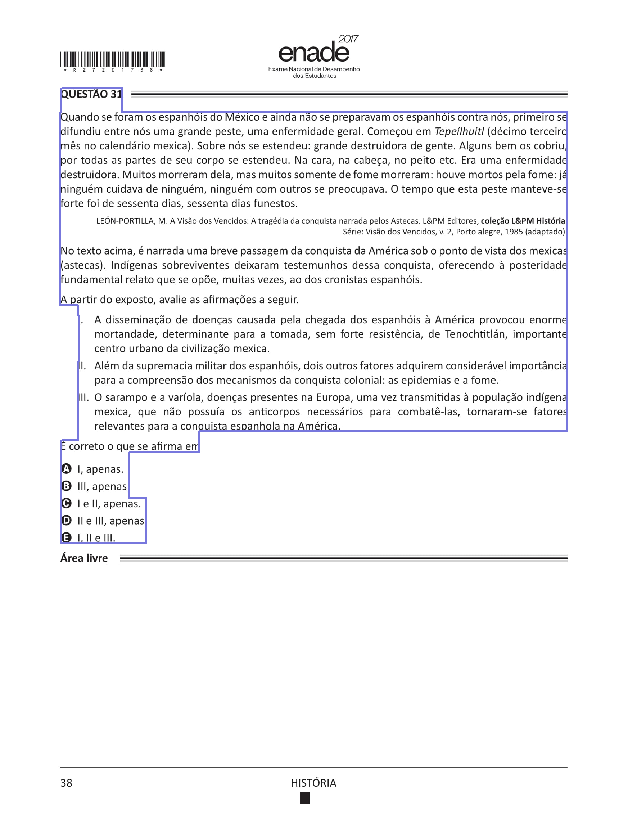 *R27201758*
enade 2017
Exame Nacional de Desempenho
dos Estudantes
QUESTÃO 31
Quando se foram os espanhóis do México e ainda não se preparavam os espanhóis contra nós, primeiro se
difundiu entre nós uma grande peste, uma enfermidade geral. Começou em Tepeílhuitl (décimo terceiro
mês no calendário mexica). Sobre nós se estendeu: grande destruidora de gente. Alguns bem os cobriu,
por todas as partes de seu corpo se estendeu. Na cara, na cabeça, no peito etc. Era uma enfermidade
destruidora. Muitos morreram dela, mas muitos somente de fome morreram: houve mortos pela fome: já
ninguém cuidava de ninguém, ninguém com outros se preocupava. O tempo que esta peste manteve-se
forte foi de sessenta dias, sessenta dias funestos.
LEÓN-PORTILLA, M. A Visão dos Vencidos. A tragédia da conquista narrada pelos Astecas. L&PM Editores, coleção L&PM História.
Série: Visão dos Vencidos, v. 2, Porto alegre, 1985 (adaptado).
No texto acima, é narrada uma breve passagem da conquista da América sob o ponto de vista dos mexicas
(astecas). Indígenas sobreviventes deixaram testemunhos dessa conquista, oferecendo à posteridade
fundamental relato que se opõe, muitas vezes, ao dos cronistas espanhóis.
A partir do exposto, avalie as afirmações a seguir.
I. A disseminação de doenças causada pela chegada dos espanhóis à América provocou enorme
mortandade, determinante para a tomada, sem forte resistência, de Tenochtitlán, importante
centro urbano da civilização mexica.
II. Além da supremacia militar dos espanhóis, dois outros fatores adquirem considerável importância
para a compreensão dos mecanismos da conquista colonial: as epidemias e a fome.
III. O sarampo e a varíola, doenças presentes na Europa, uma vez transmitidas à população indígena
mexica, que não possuía os anticorpos necessários para combatê-las, tornaram-se fatores
relevantes para a conquista espanhola na América.
É correto o que se afirma em
A I, apenas.
B III, apenas
C I e II, apenas.
D II e III, apenas
E I, II e III.
Área livre
38
HISTÓRIA